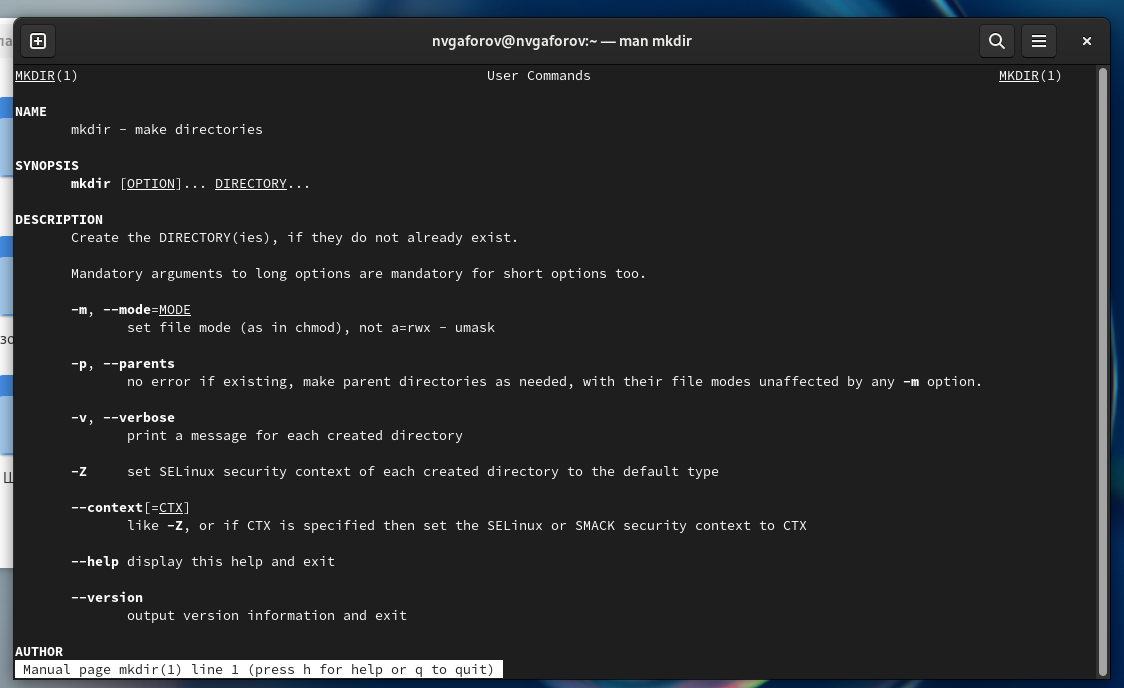 nvgaforov@nvgaforov:~ — man mkdir
MKDIR(1) User Commands MKDIR(1)
NAME
mkdir - make directories
SYNOPSIS
mkdir [OPTION]... DIRECTORY...
DESCRIPTION
Create the DIRECTORY(ies), if they do not already exist.
Mandatory arguments to long options are mandatory for short options too.
-m, --mode=MODE
set file mode (as in chmod), not a=rwx - umask
-p, --parents
no error if existing, make parent directories as needed, with their file modes unaffected by any -m option.
-v, --verbose
print a message for each created directory
-Z set SELinux security context of each created directory to the default type
--context[=CTX]
like -Z, or if CTX is specified then set the SELinux or SMACK security context to CTX
--help display this help and exit
--version
output version information and exit
AUTHOR
Manual page mkdir(1) line 1 (press h for help or q to quit)